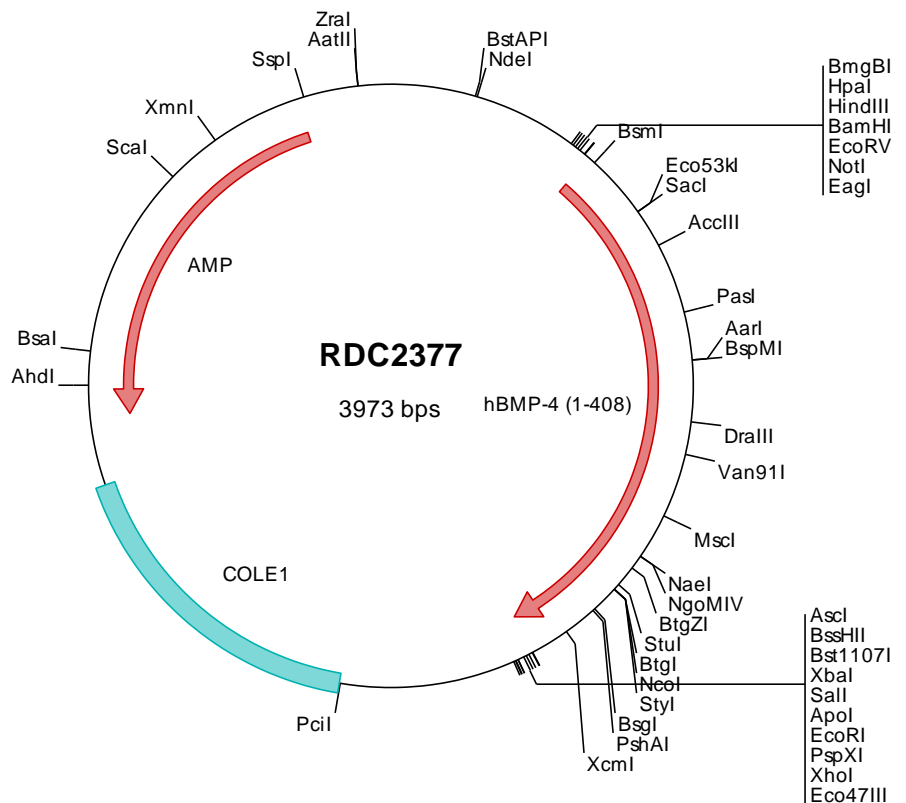 ZraI
AatII
SspI
XmnI
ScaI
BsaI
AhdI
BstAPI
NdeI
BsmI
BmgBI
HpaI
HindIII
BamHI
EcoRV
NotI
EagI
Eco53kI
SacI
AccIII
PasI
AarI
BspMI
DraIII
Van91I
MscI
NaeI
NgoMIV
BtgZI
StuI
BtgI
NcoI
StyI
BsgI
PshAI
XcmI
AscI
BssHII
Bst1107I
XbaI
SalI
ApoI
EcoRI
PspXI
XhoI
Eco47III
PciI
AMP
RDC2377
3973 bps
hBMP-4 (1-408)
COLE1